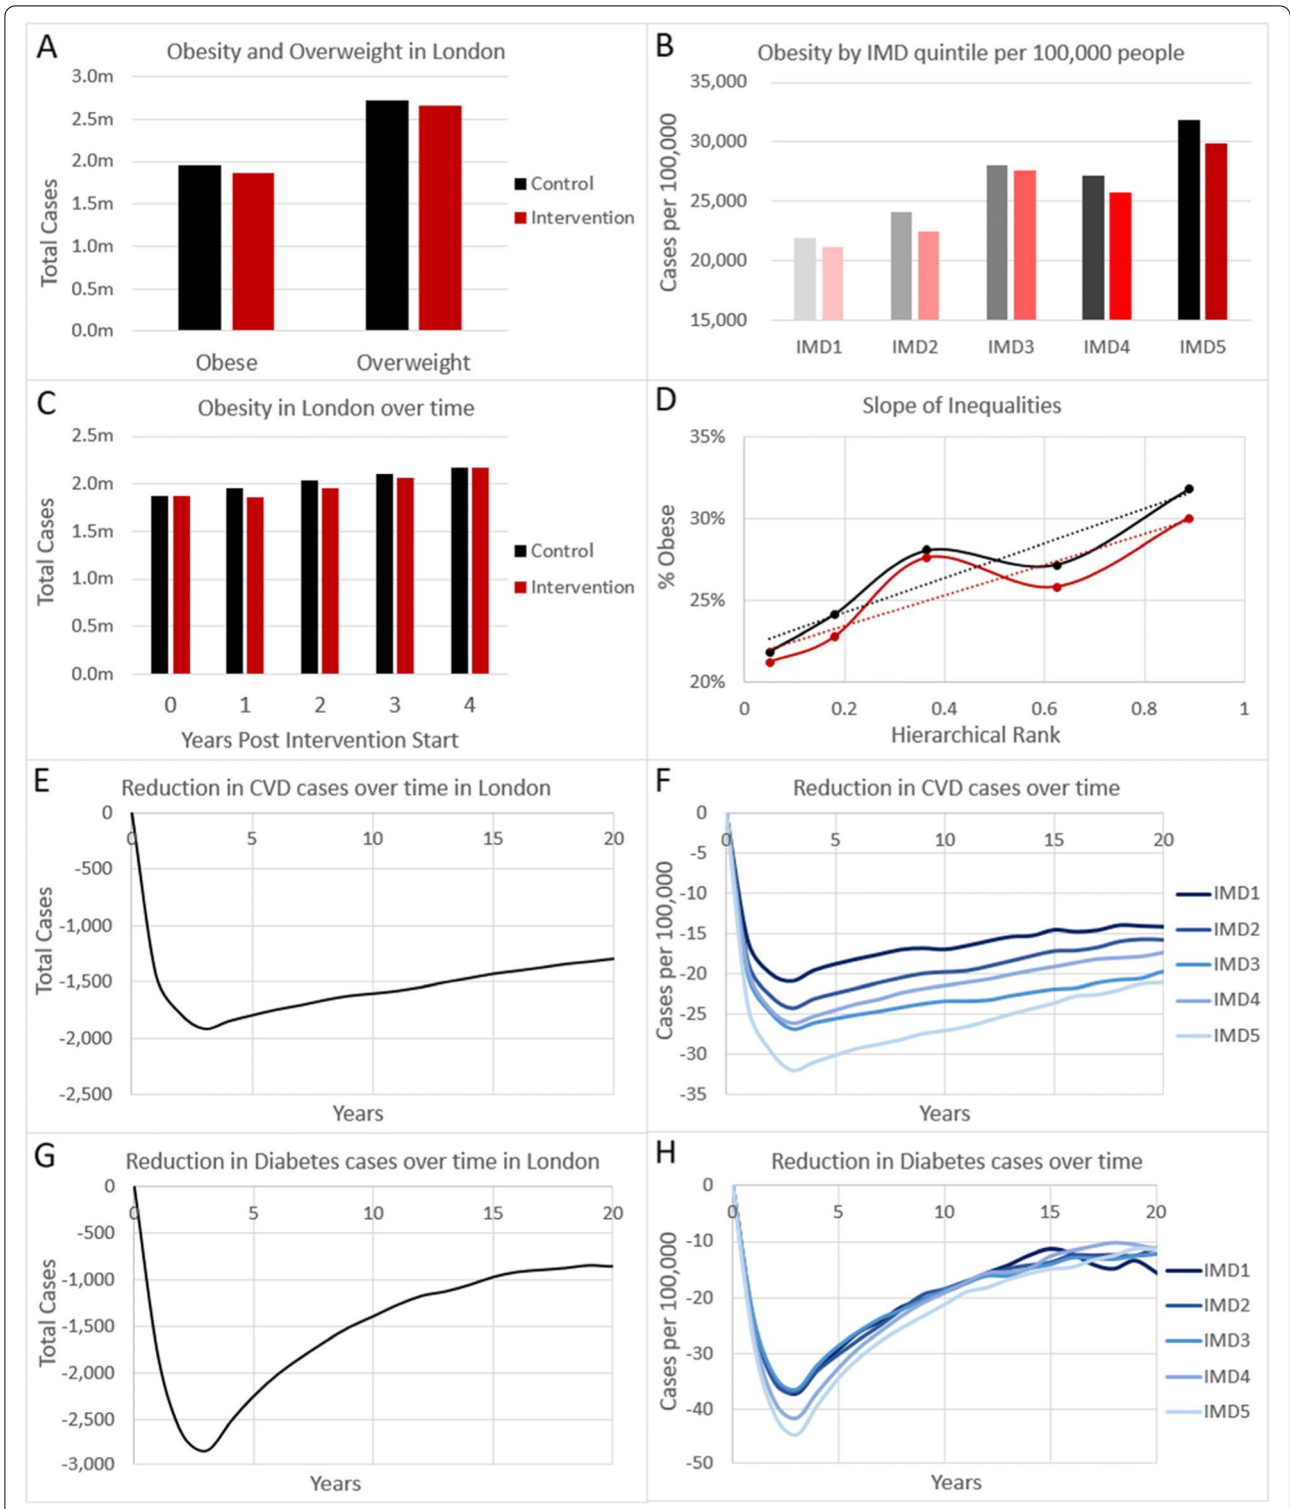 A
Obesity and Overweight in London
3.0m
2.5m
2.0m
1.5m
1.0m
0.5m
0.0m
Total Cases
Obese
Overweight
Control
Intervention
B
Obesity by IMD quintile per 100,000 people
35,000
30,000
25,000
20,000
15,000
Cases per 100,000
IMD1
IMD2
IMD3
IMD4
IMD5
C
Obesity in London over time
2.5m
2.0m
1.5m
1.0m
0.5m
0.0m
Total Cases
0
1
2
3
4
Years Post Intervention Start
Control
Intervention
D
Slope of Inequalities
35%
30%
25%
20%
% Obese
0
0.2
0.4
0.6
0.8
1
Hierarchical Rank
E
Reduction in CVD cases over time in London
0
-500
-1,000
-1,500
-2,000
-2,500
Total Cases
0
5
10
15
20
Years
F
Reduction in CVD cases over time
0
-5
-10
-15
-20
-25
-30
-35
Cases per 100,000
0
5
10
15
20
Years
IMD1
IMD2
IMD3
IMD4
IMD5
G
Reduction in Diabetes cases over time in London
0
-500
-1,000
-1,500
-2,000
-2,500
-3,000
Total Cases
0
5
10
15
20
Years
H
Reduction in Diabetes cases over time
0
-10
-20
-30
-40
-50
Cases per 100,000
0
5
10
15
20
Years
IMD1
IMD2
IMD3
IMD4
IMD5